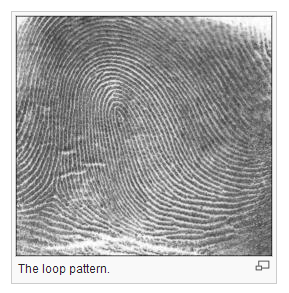 The loop pattern.